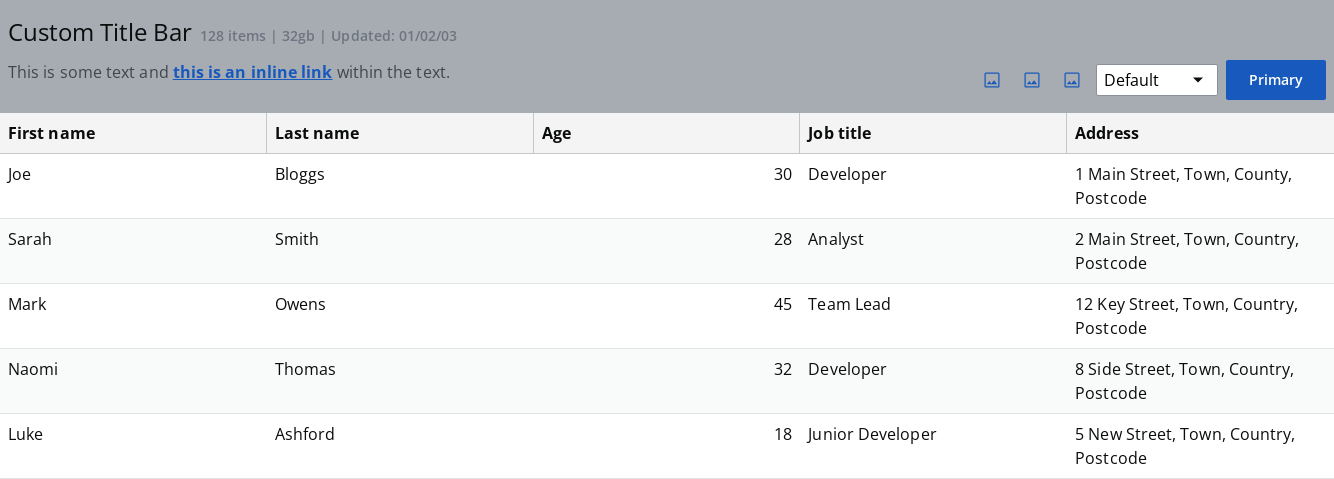 Custom Title Bar 128 items | 32gb | Updated: 01/02/03
This is some text and this is an inline link within the text.
Default Primary
First name Last name Age Job title Address
Joe Bloggs 30 Developer 1 Main Street, Town, County,
Postcode
Sarah Smith 28 Analyst 2 Main Street, Town, Country,
Postcode
Mark Owens 45 Team Lead 12 Key Street, Town, Country,
Postcode
Naomi Thomas 32 Developer 8 Side Street, Town, Country,
Postcode
Luke Ashford 18 Junior Developer 5 New Street, Town, Country,
Postcode